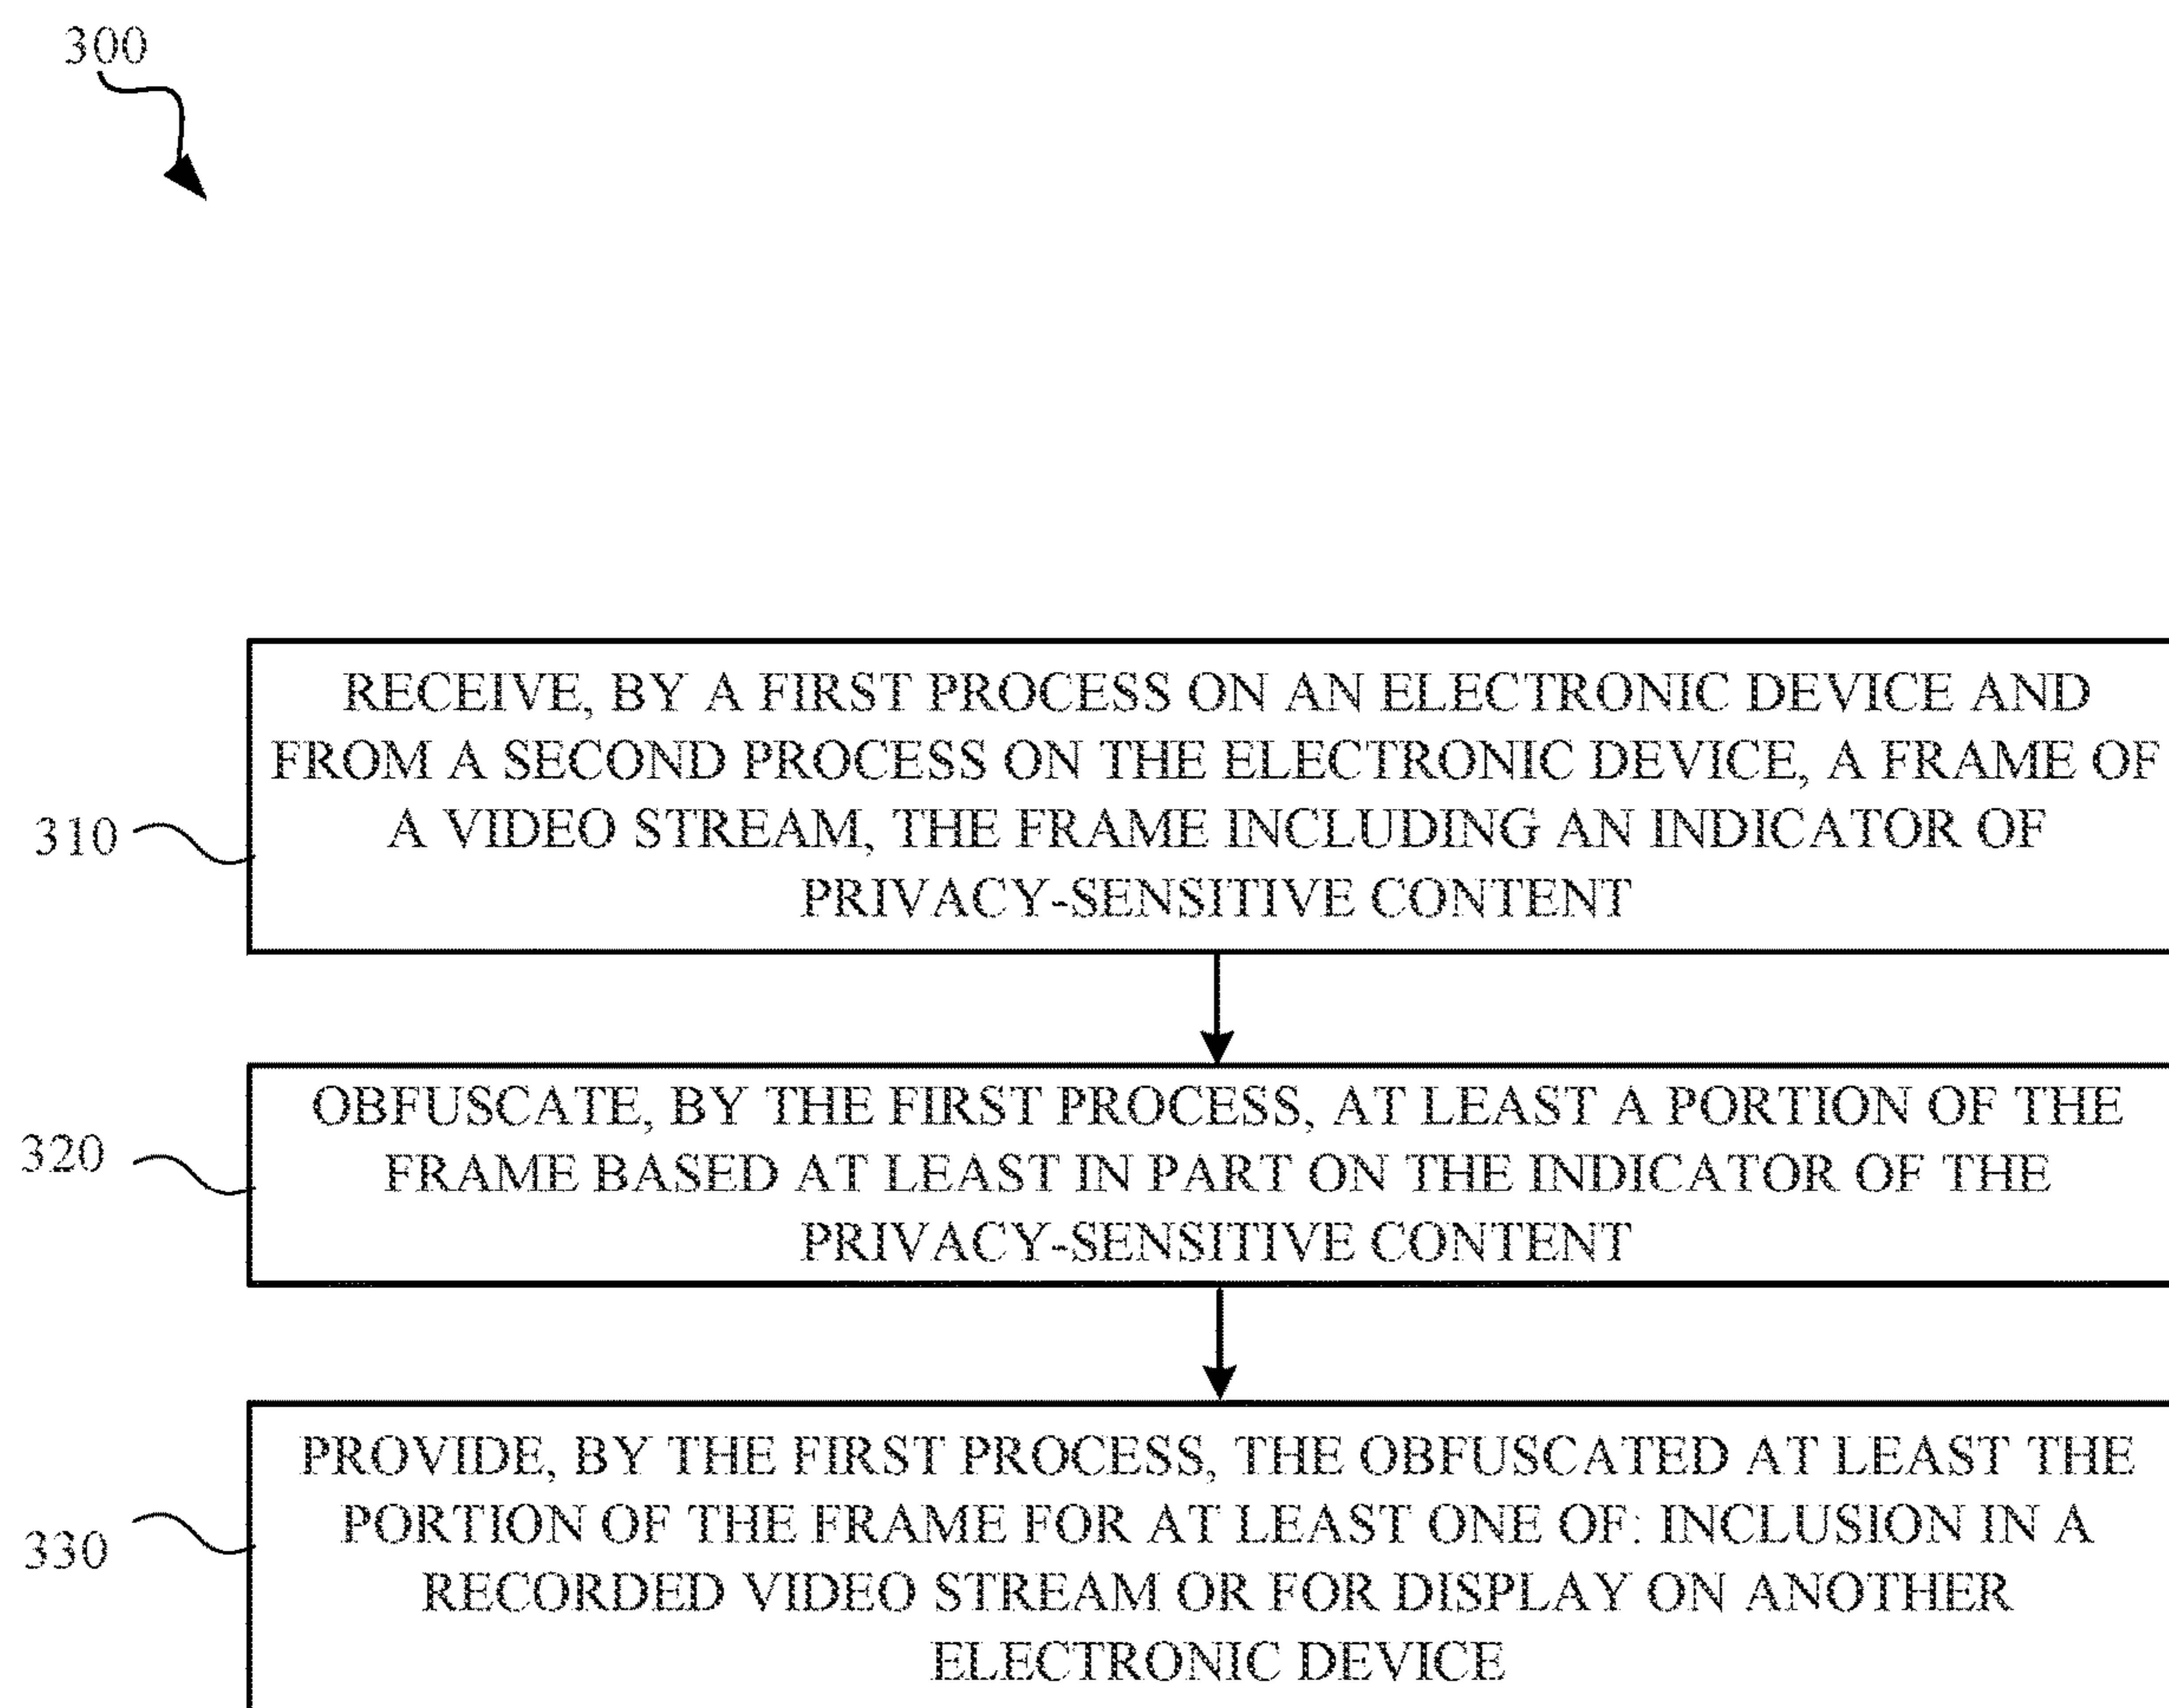 300
RECEIVE, BY A FIRST PROCESS ON AN ELECTRONIC DEVICE AND
FROM A SECOND PROCESS ON THE ELECTRONIC DEVICE, A FRAME OF
A VIDEO STREAM, THE FRAME INCLUDING AN INDICATOR OF
PRIVACY-SENSITIVE CONTENT
310
OBFUSCATE, BY THE FIRST PROCESS, AT LEAST A PORTION OF THE
FRAME BASED AT LEAST IN PART ON THE INDICATOR OF THE
PRIVACY-SENSITIVE CONTENT
320
PROVIDE, BY THE FIRST PROCESS, THE OBFUSCATED AT LEAST THE
PORTION OF THE FRAME FOR AT LEAST ONE OF: INCLUSION IN A
RECORDED VIDEO STREAM OR FOR DISPLAY ON ANOTHER
ELECTRONIC DEVICE
330